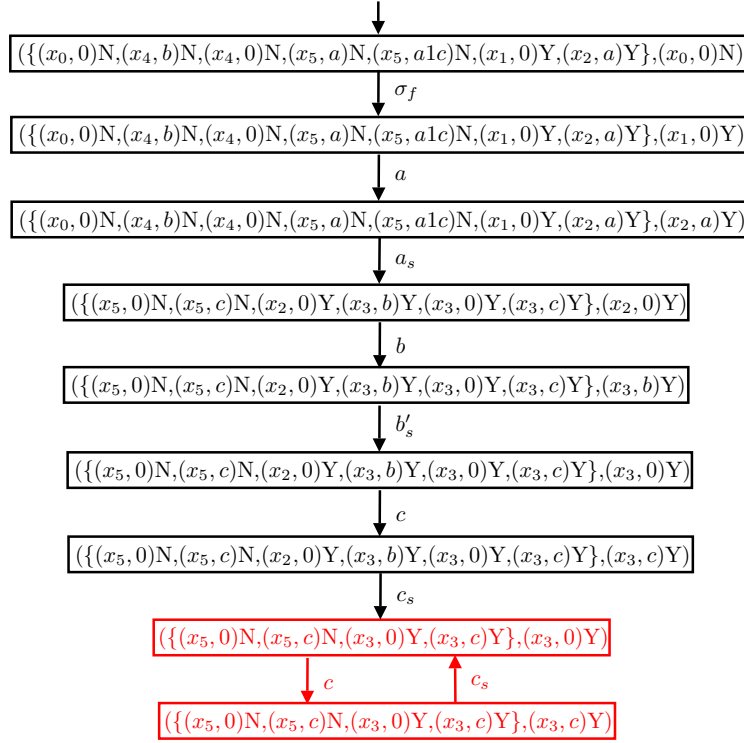 ({(x₀, 0)N,(x₄, b)N,(x₄, 0)N,(x₅, a)N,(x₅, a1c)N,(x₁, 0)Y,(x₂, a)Y},(x₀, 0)N)
σ_f
({(x₀, 0)N,(x₄, b)N,(x₄, 0)N,(x₅, a)N,(x₅, a1c)N,(x₁, 0)Y,(x₂, a)Y},(x₁, 0)Y)
a
({(x₀, 0)N,(x₄, b)N,(x₄, 0)N,(x₅, a)N,(x₅, a1c)N,(x₁, 0)Y,(x₂, a)Y},(x₂, a)Y)
a_s
({(x₅, 0)N,(x₅, c)N,(x₂, 0)Y,(x₃, b)Y,(x₃, 0)Y,(x₃, c)Y},(x₂, 0)Y)
b
({(x₅, 0)N,(x₅, c)N,(x₂, 0)Y,(x₃, b)Y,(x₃, 0)Y,(x₃, c)Y},(x₃, b)Y)
b′_s
({(x₅, 0)N,(x₅, c)N,(x₂, 0)Y,(x₃, b)Y,(x₃, 0)Y,(x₃, c)Y},(x₃, 0)Y)
c
({(x₅, 0)N,(x₅, c)N,(x₂, 0)Y,(x₃, b)Y,(x₃, 0)Y,(x₃, c)Y},(x₃, c)Y)
c_s
({(x₅, 0)N,(x₅, c)N,(x₃, 0)Y,(x₃, c)Y},(x₃, 0)Y)
c c_s
({(x₅, 0)N,(x₅, c)N,(x₃, 0)Y,(x₃, c)Y},(x₃, c)Y)